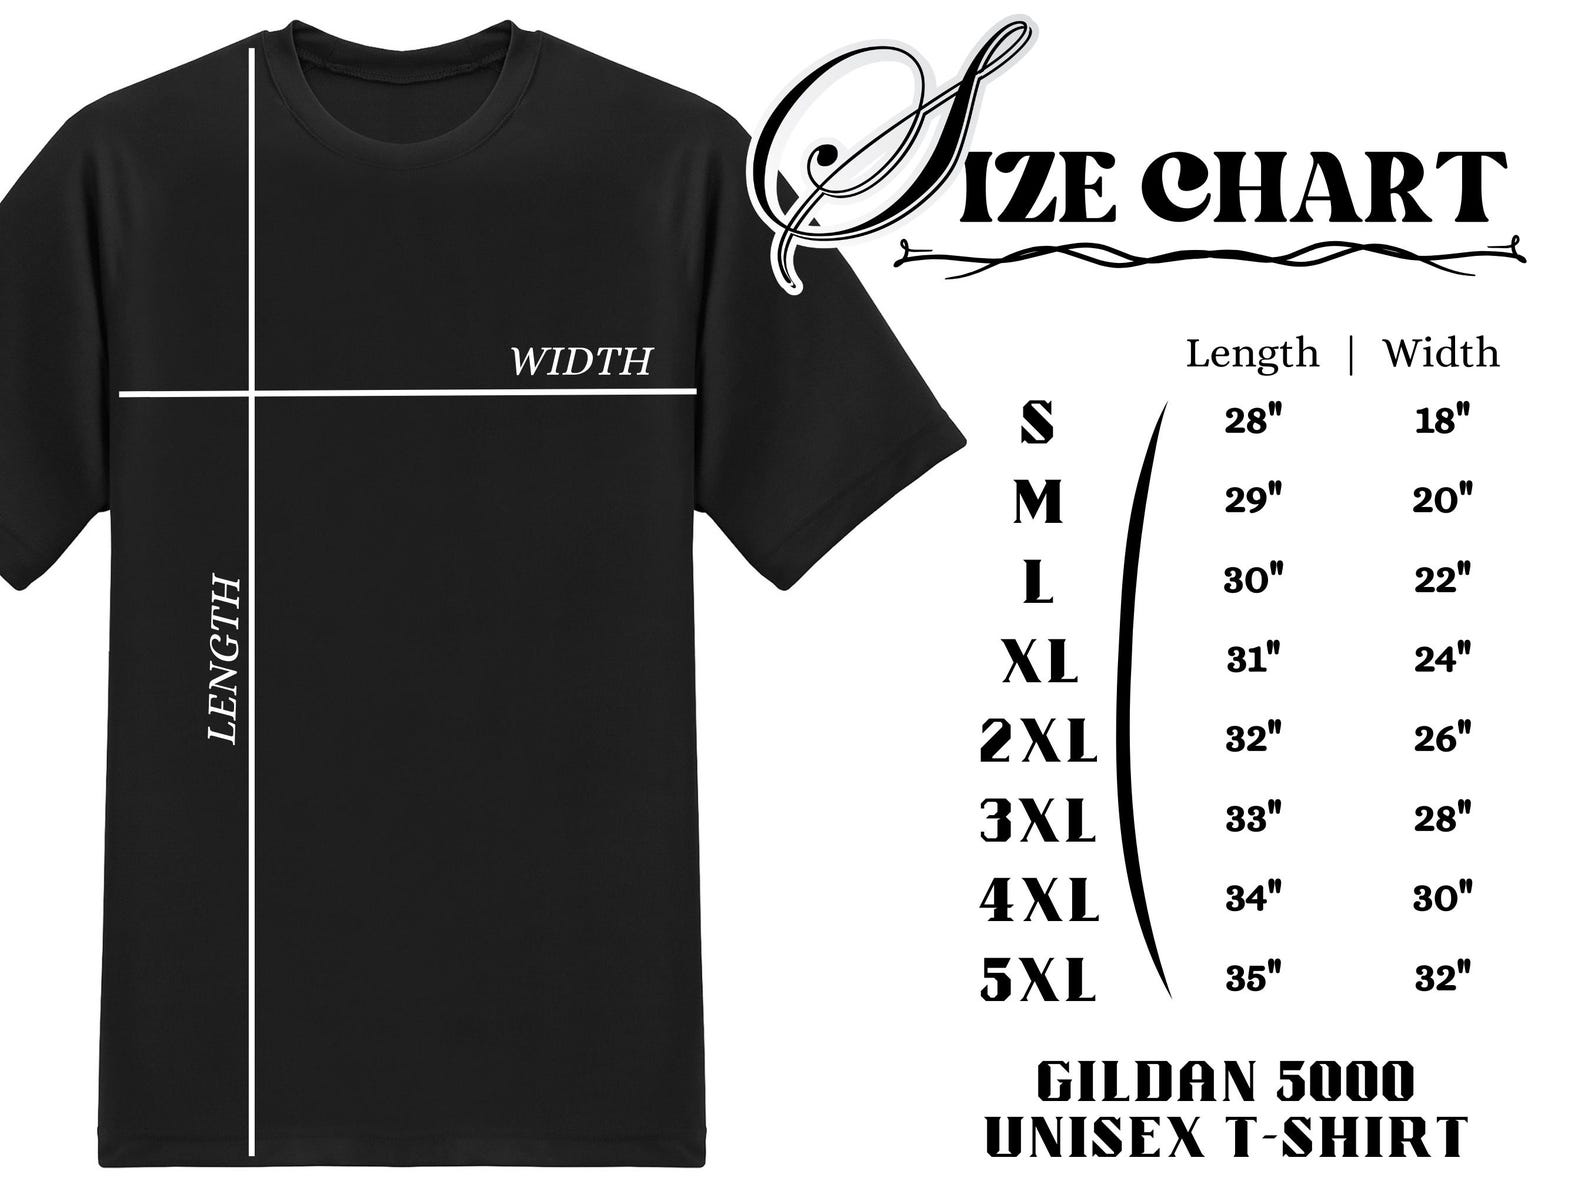 SIZE CHART
WIDTH
LENGTH
Length | Width
S 28" 18"
M 29" 20"
L 30" 22"
XL 31" 24"
2XL 32" 26"
3XL 33" 28"
4XL 34" 30"
5XL 35" 32"
GILDAN 5000
UNISEX T-SHIRT